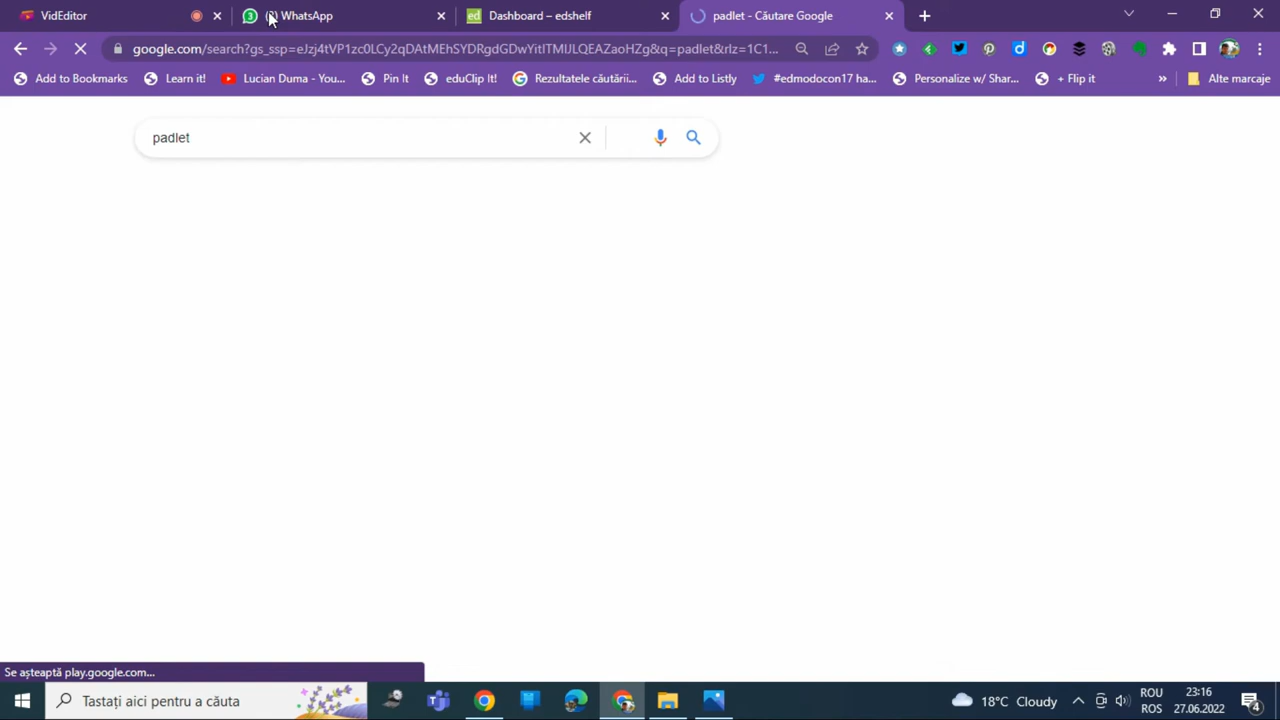 VidEditor
WhatsApp
Dashboard – edshelf
padlet - Căutare Google
google.com/search?gs_ssp=eJzj4tVP1zc0LCy2qDAtMEhSYDRgdGDwYitITMlJLQEAZaoHZg&q=padlet&rlz=1C1...
Add to Bookmarks
Learn it!
Lucian Duma - You...
Pin It
eduClip It!
Rezultatele căutării...
Add to Listly
#edmodocon17 ha...
Personalize w/ Shar...
+ Flip it
»
Alte marcaje
padlet
Se așteaptă play.google.com...
Tastați aici pentru a căuta
18°C Cloudy
ROU
ROS
23:16
27.06.2022
4